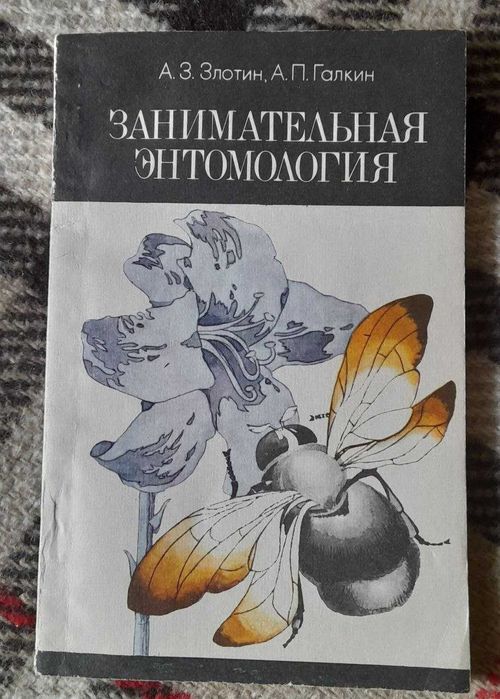 А. З. Злотин, А. П. Галкин
ЗАНИМАТЕЛЬНАЯ
ЭНТОМОЛОГИЯ